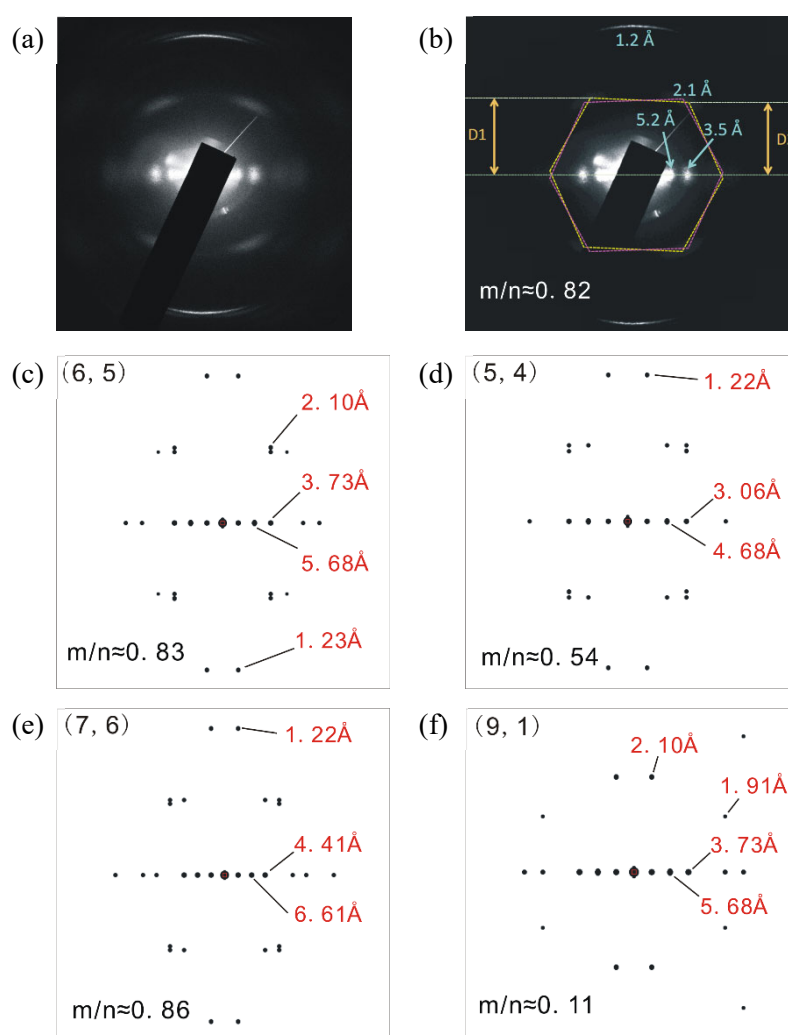 (a)
(b)
1.2 Å
2.1 Å
5.2 Å
3.5 Å
D1
m/n≈0. 82
(c)
(6, 5)
2. 10Å
3. 73Å
5. 68Å
1. 23Å
m/n≈0. 83
(d)
(5, 4)
1. 22Å
3. 06Å
4. 68Å
m/n≈0. 54
(e)
(7, 6)
1. 22Å
4. 41Å
6. 61Å
m/n≈0. 86
(f)
(9, 1)
2. 10Å
1. 91Å
3. 73Å
5. 68Å
m/n≈0. 11